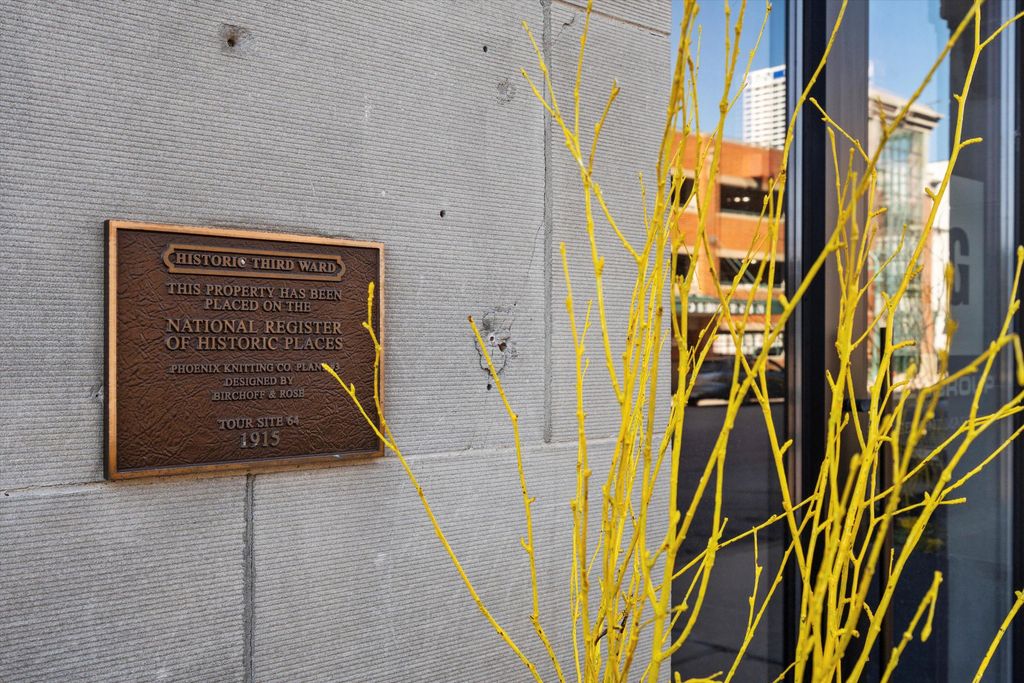 HISTORIC THIRD WARD
THIS PROPERTY HAS BEEN
PLACED ON THE
NATIONAL REGISTER
OF HISTORIC PLACES
PHOENIX KNITTING CO.
DESIGNED BY
BIRCHOFF & ROSE
TOUR SITE 64
1915